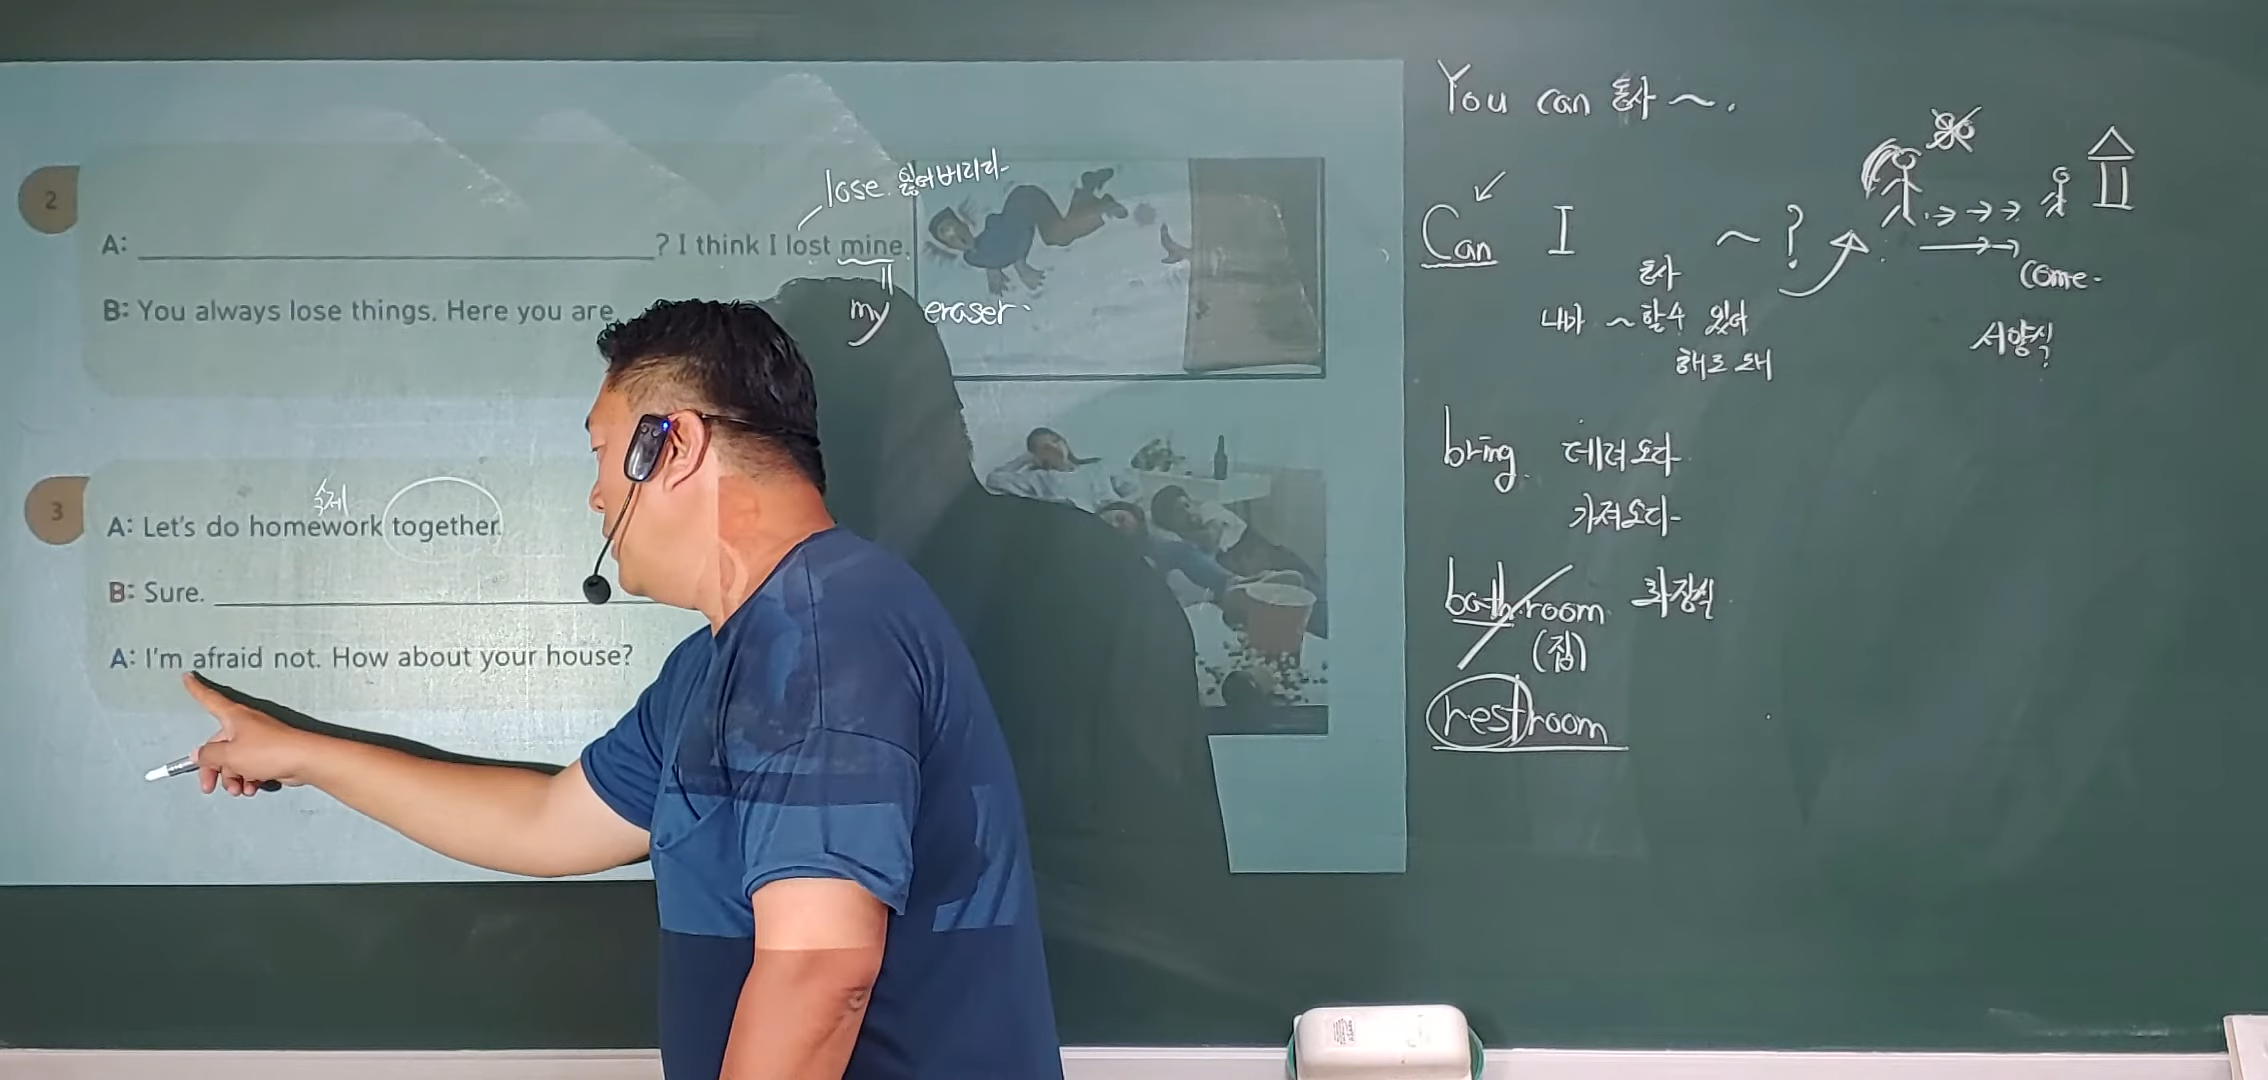 2
lose. 잃어버리다
A: ? I think I lost mine.
B: You always lose things. Here you are
my eraser
3
숙제
A: Let's do homework together.
B: Sure.
A: I'm afraid not. How about your house?
You can 동사 ~.
Can I ~ ?
동사
내가 ~할 수 있어
해도 돼
come
서양식
bring 데려오다
가져오다
bathroom 화장실
(집)
restroom